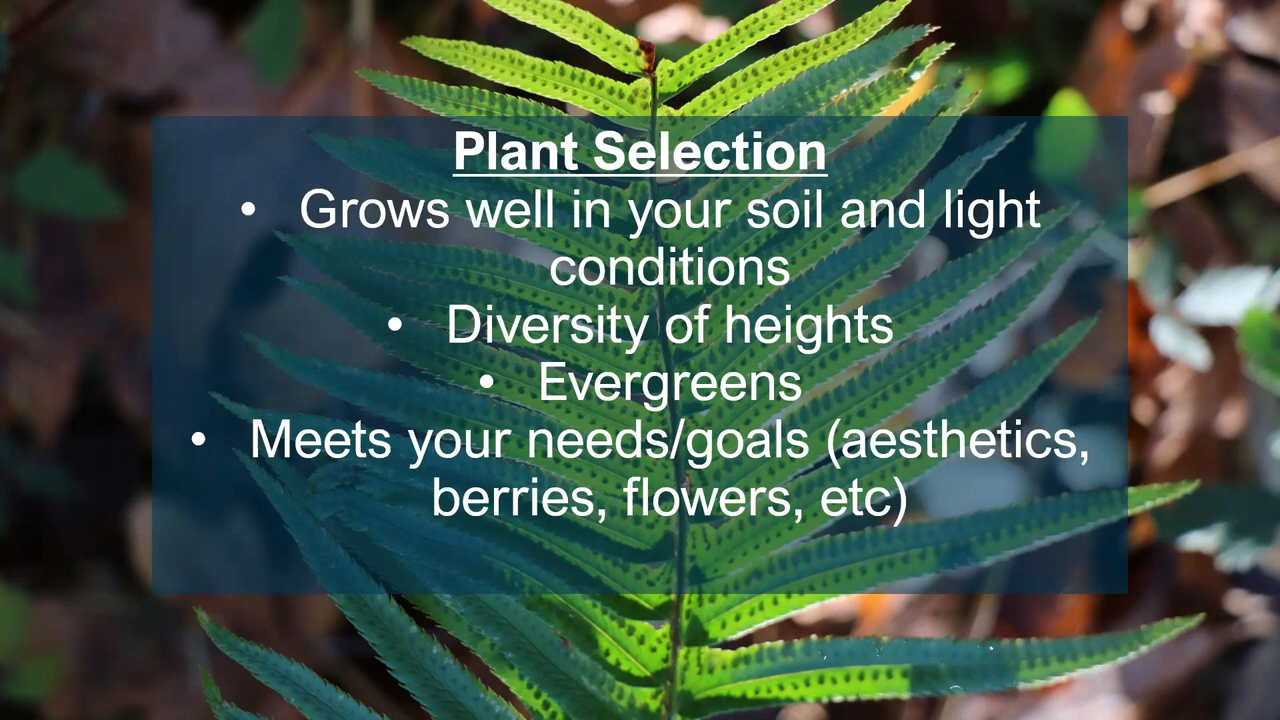 Plant Selection
• Grows well in your soil and light
conditions
• Diversity of heights
• Evergreens
• Meets your needs/goals (aesthetics,
berries, flowers, etc)